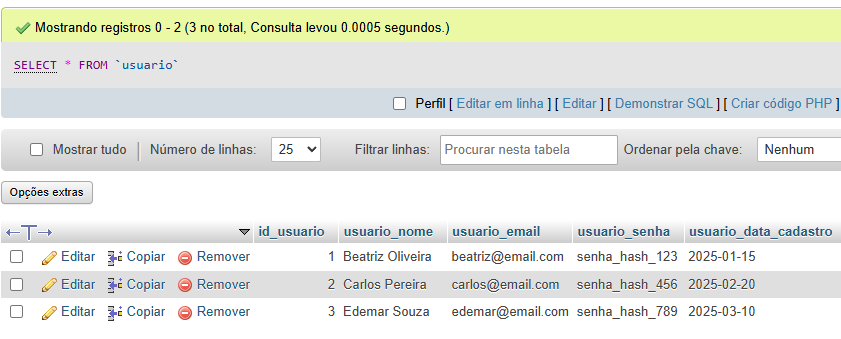 Mostrando registros 0 - 2 (3 no total, Consulta levou 0.0005 segundos.)
SELECT * FROM `usuario`
Perfil [ Editar em linha ] [ Editar ] [ Demonstrar SQL ] [ Criar código PHP ]
Mostrar tudo Número de linhas: 25 Filtrar linhas: Procurar nesta tabela Ordenar pela chave: Nenhum
Opções extras
←T→ id_usuario usuario_nome usuario_email usuario_senha usuario_data_cadastro
Editar Copiar Remover 1 Beatriz Oliveira beatriz@email.com senha_hash_123 2025-01-15
Editar Copiar Remover 2 Carlos Pereira carlos@email.com senha_hash_456 2025-02-20
Editar Copiar Remover 3 Edemar Souza edemar@email.com senha_hash_789 2025-03-10